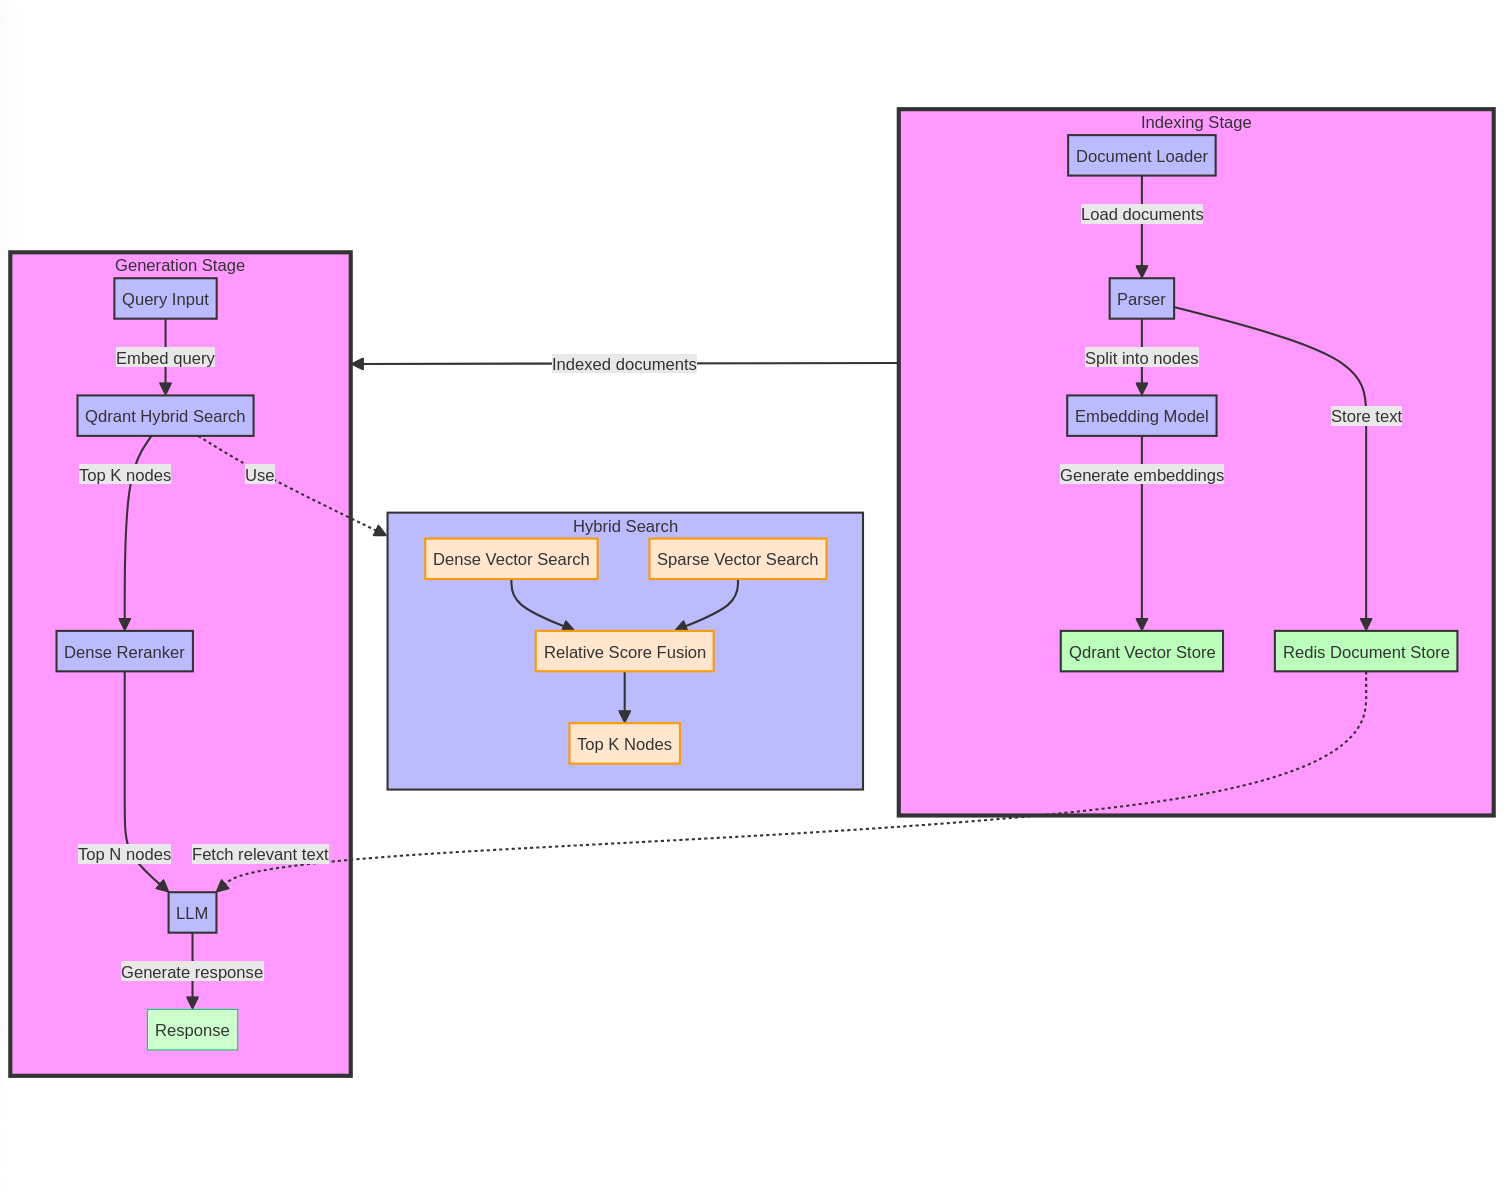 Indexing Stage
Document Loader
Load documents
Parser
Split into nodes
Store text
Embedding Model
Generate embeddings
Qdrant Vector Store
Redis Document Store
Indexed documents
Generation Stage
Query Input
Embed query
Qdrant Hybrid Search
Top K nodes
Use
Dense Reranker
Top N nodes
Fetch relevant text
LLM
Generate response
Response
Hybrid Search
Dense Vector Search
Sparse Vector Search
Relative Score Fusion
Top K Nodes